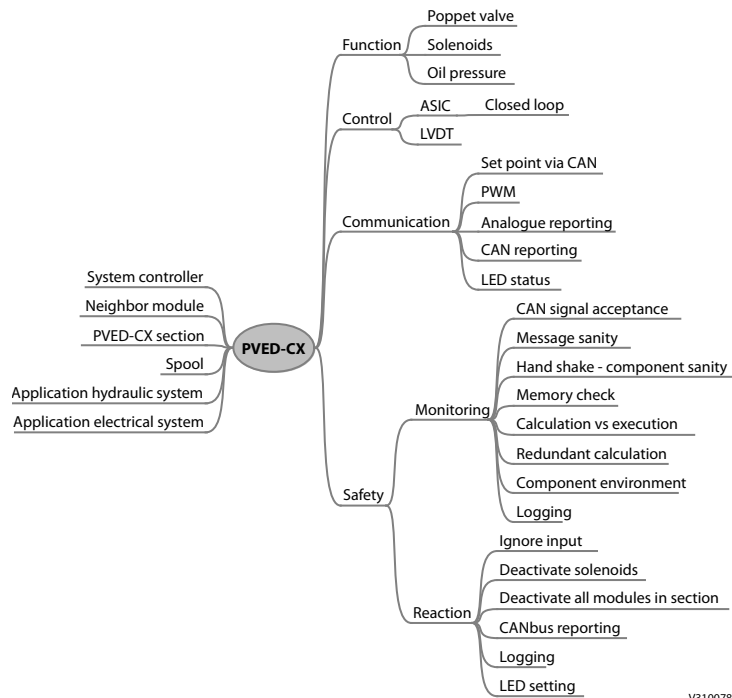 Poppet valve
Function
Solenoids
Oil pressure
ASIC
Closed loop
Control
LVDT
Set point via CAN
PWM
Communication
Analogue reporting
CAN reporting
LED status
System controller
Neighbor module
PVED-CX section
Spool
Application hydraulic system
Application electrical system
PVED-CX
CAN signal acceptance
Message sanity
Hand shake - component sanity
Memory check
Monitoring
Calculation vs execution
Redundant calculation
Component environment
Logging
Safety
Ignore input
Deactivate solenoids
Deactivate all modules in section
Reaction
CANbus reporting
Logging
LED setting
V310078